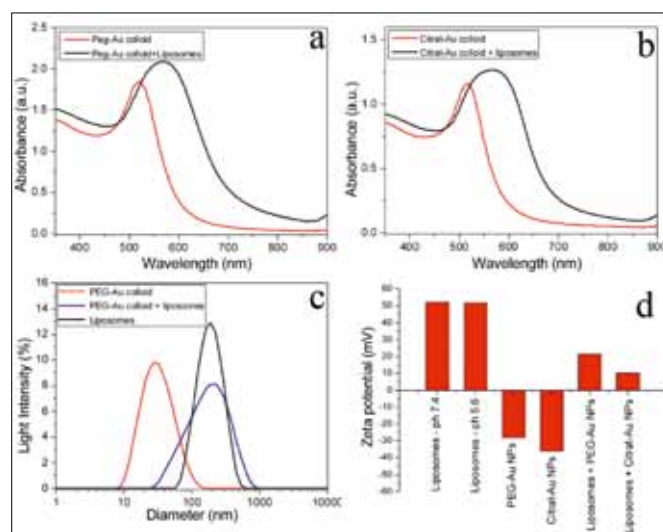 a
Peg-Au colloid
Peg-Au colloid+Liposomes
Absorbance (a.u.)
2.5
2.0
1.5
1.0
0.5
0.0
400 500 600 700 800 900
Wavelength (nm)
b
Citrat-Au colloid
Citrat-Au colloid + liposomes
Absorbance (a.u.)
1.5
1.0
0.5
0.0
400 500 600 700 800 900
Wavelength (nm)
c
PEG-Au colloid
PEG-Au colloid + liposomes
Liposomes
Light Intensity (%)
16
14
12
10
8
6
4
2
0
1 10 100 1000 10000
Diameter (nm)
d
Zeta potential (mV)
60
50
40
30
20
10
0
-10
-20
-30
-40
-50
-60
Liposomes - ph 7.4
Liposomes - ph 5.6
PEG-Au NPs
Citrat-Au NPs
Liposomes + PEG-Au NPs
Liposomes + Citrat-Au NPs